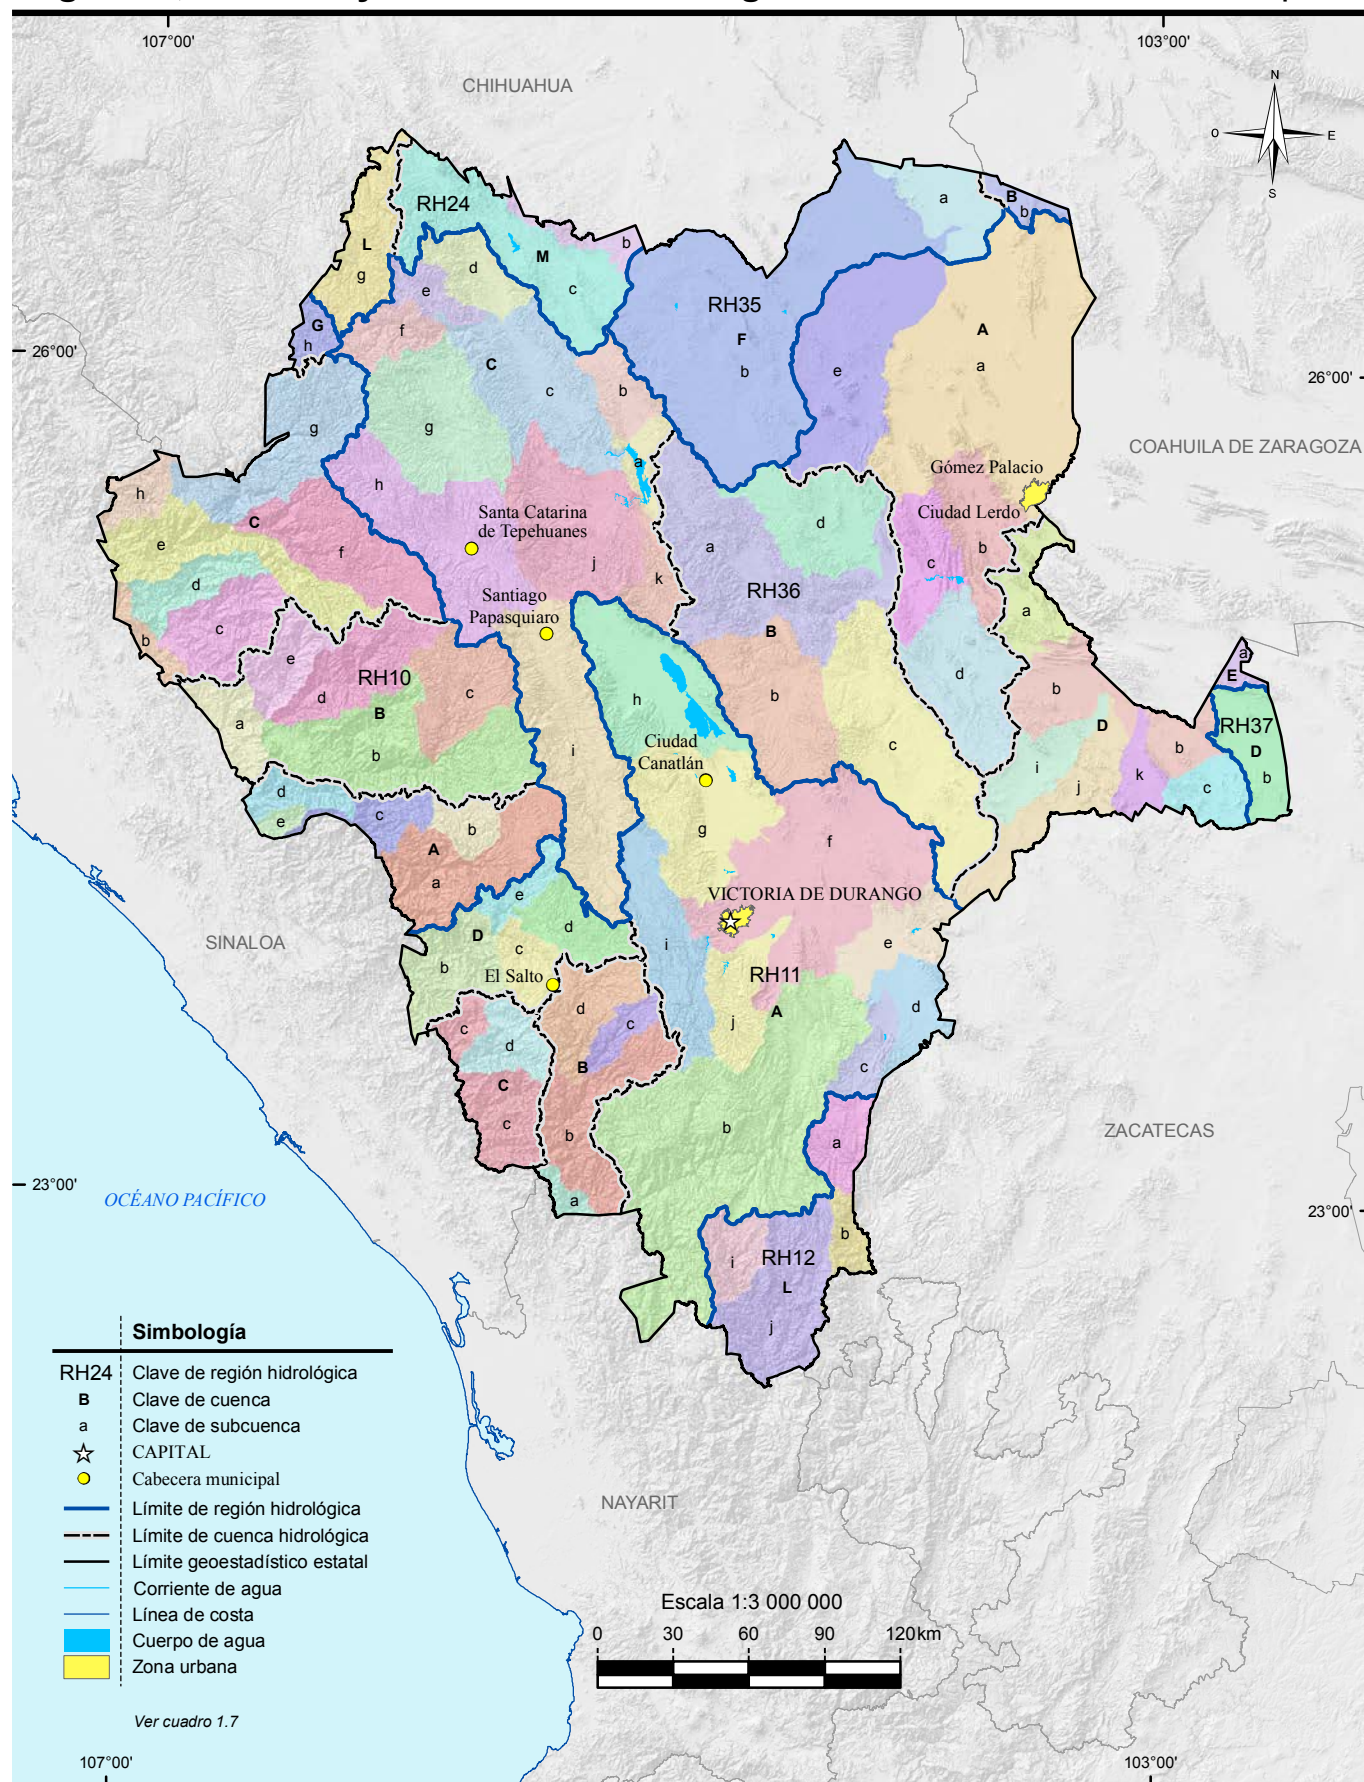 107°00'
103°00'
CHIHUAHUA
N
O
E
S
a
B
b
RH24
L
g
M
b
d
c
e
RH35
G
h
f
F
A
26°00'
C
b
e
a
26°00'
c
b
g
g
COAHUILA DE ZARAGOZA
a
Gómez Palacio
h
h
Santa Catarina
de Tepehuanes
Ciudad Lerdo
C
d
e
f
a
b
j
c
d
k
RH36
Santiago
Papasquiaro
a
c
B
b
e
a
E
RH10
d
c
d
b
h
b
RH37
B
a
D
Ciudad
Canatlán
c
b
D
b
i
i
k
b
d
j
c
e
c
b
g
f
A
a
VICTORIA DE DURANGO
e
d
SINALOA
D
i
e
c
b
El Salto
RH11
d
d
A
c
c
j
d
B
c
C
b
c
b
a
ZACATECAS
23°00'
OCÉANO PACÍFICO
a
23°00'
b
i
RH12
L
j
Simbología
RH24 Clave de región hidrológica
B Clave de cuenca
a Clave de subcuenca
CAPITAL
Cabecera municipal
Límite de región hidrológica
Límite de cuenca hidrológica
Límite geoestadístico estatal
Corriente de agua
Línea de costa
Cuerpo de agua
Zona urbana
Ver cuadro 1.7
NAYARIT
Escala 1:3 000 000
0 30 60 90 120 km
107°00'
103°00'